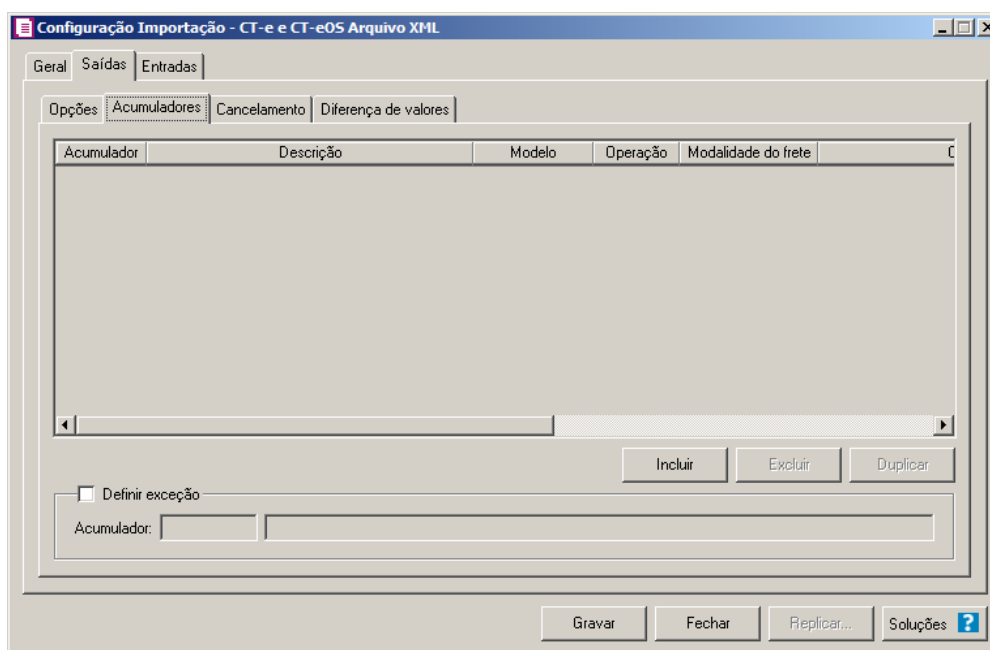 Configuração Importação - CT-e e CT-eOS Arquivo XML
Geral Saídas Entradas
Opções Acumuladores Cancelamento Diferença de valores
Acumulador Descrição Modelo Operação Modalidade do frete
Incluir Excluir Duplicar
Definir exceção
Acumulador:
Gravar Fechar Replicar... Soluções ?